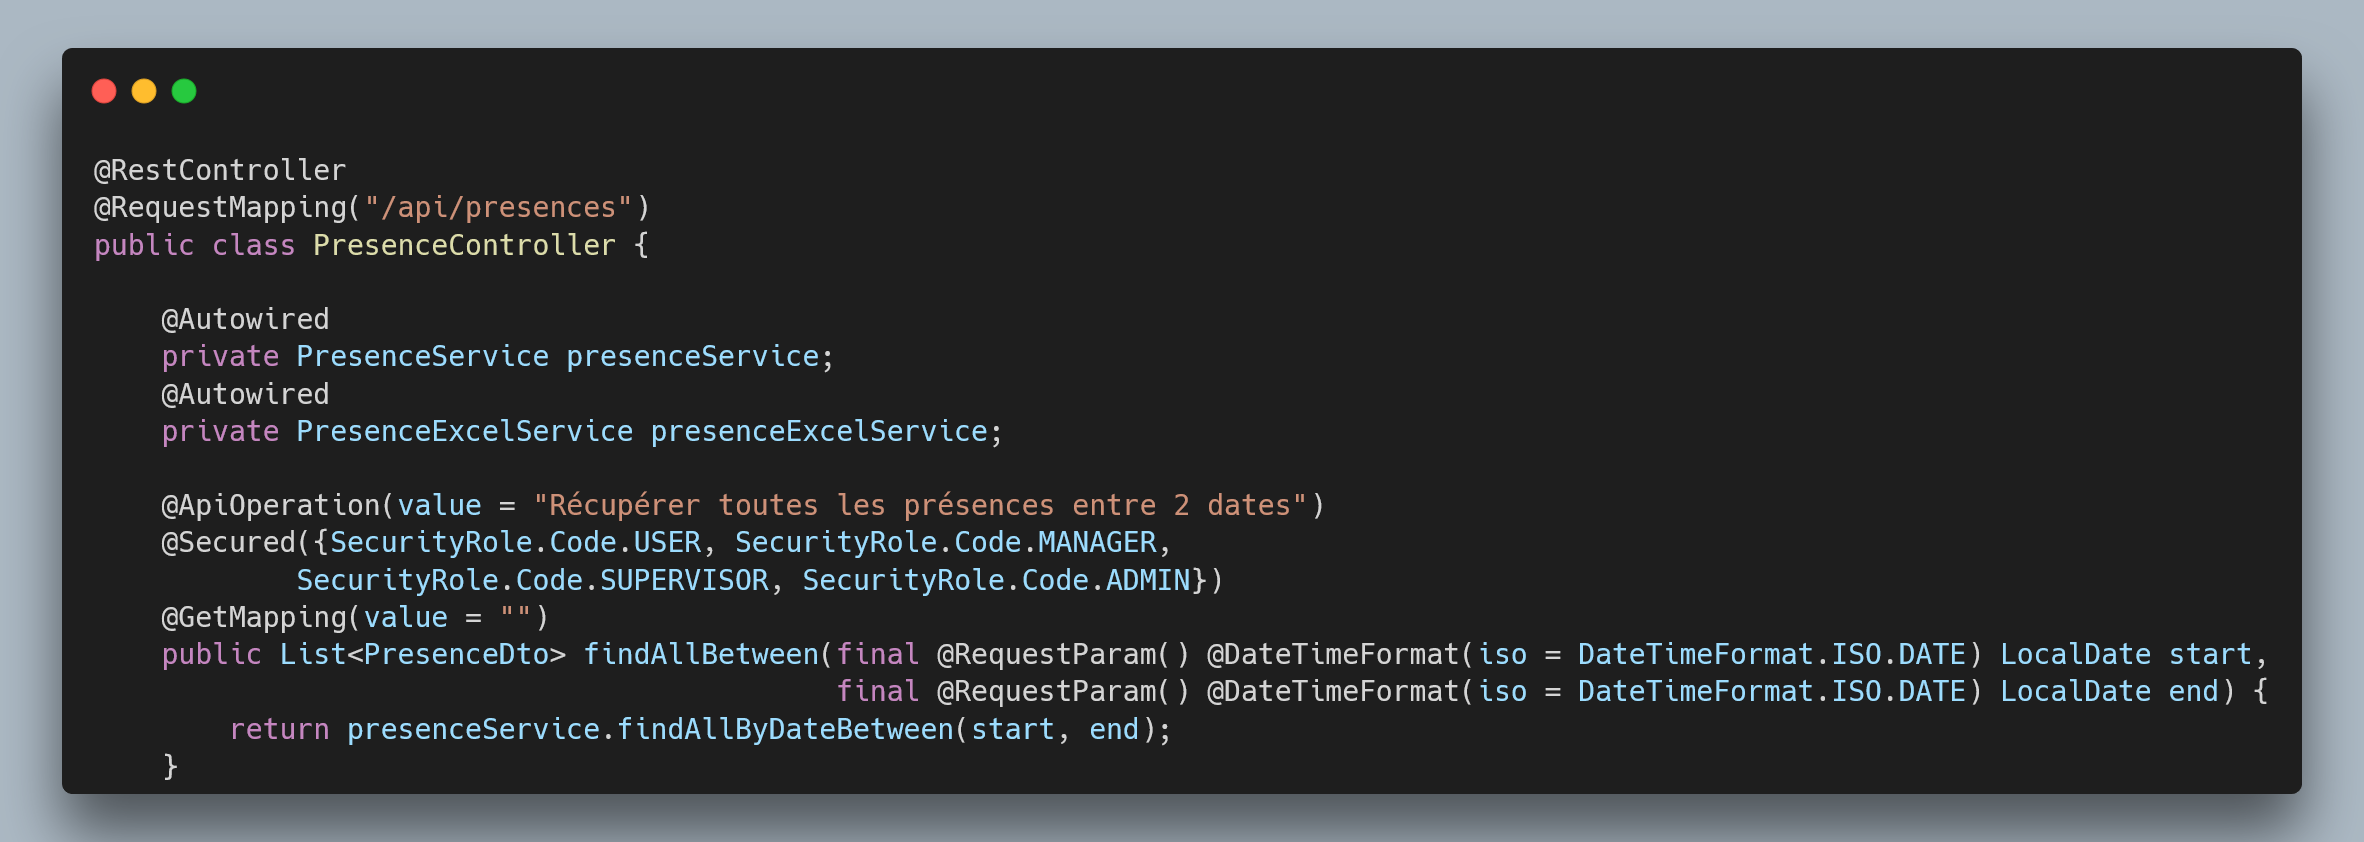 @RestController
@RequestMapping("/api/presences")
public class PresenceController {
@Autowired
private PresenceService presenceService;
@Autowired
private PresenceExcelService presenceExcelService;
@ApiOperation(value = "Récupérer toutes les présences entre 2 dates")
@Secured({SecurityRole.Code.USER, SecurityRole.Code.MANAGER,
SecurityRole.Code.SUPERVISOR, SecurityRole.Code.ADMIN})
@GetMapping(value = "")
public List<PresenceDto> findAllBetween(final @RequestParam() @DateTimeFormat(iso = DateTimeFormat.ISO.DATE) LocalDate start,
final @RequestParam() @DateTimeFormat(iso = DateTimeFormat.ISO.DATE) LocalDate end) {
return presenceService.findAllByDateBetween(start, end);
}